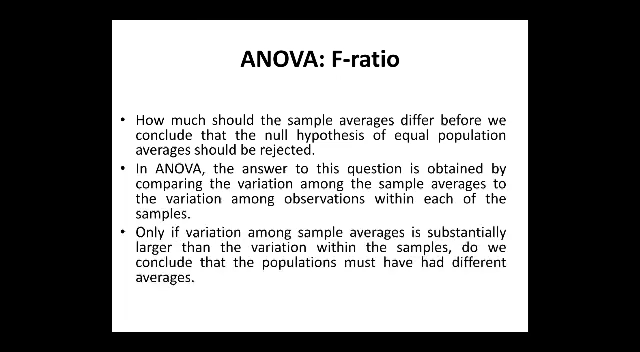 ANOVA: F-ratio
• How much should the sample averages differ before we
conclude that the null hypothesis of equal population
averages should be rejected.
• In ANOVA, the answer to this question is obtained by
comparing the variation among the sample averages to
the variation among observations within each of the
samples.
• Only if variation among sample averages is substantially
larger than the variation within the samples, do we
conclude that the populations must have had different
averages.